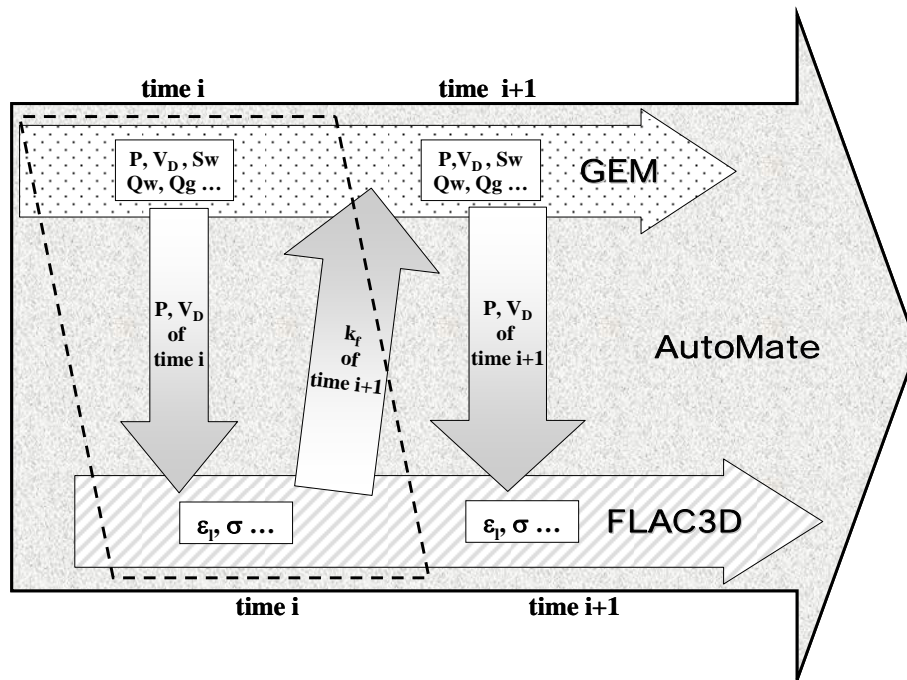 time i
time i+1
P, V_D, Sw
Qw, Qg ...
P,V_D, Sw
Qw, Qg ...
GEM
P, V_D
of
time i
k_f
of
time i+1
P, V_D
of
time i+1
AutoMate
ε_l, σ ...
ε_l, σ ...
FLAC3D
time i
time i+1